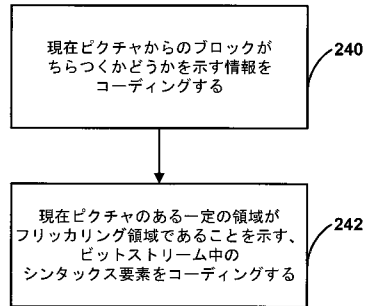 現在ピクチャからのブロックが
ちらつくかどうかを示す情報を
コーディングする
240
現在ピクチャのある一定の領域が
フリッカリング領域であることを示す、
ビットストリーム中の
シンタックス要素をコーディングする
242